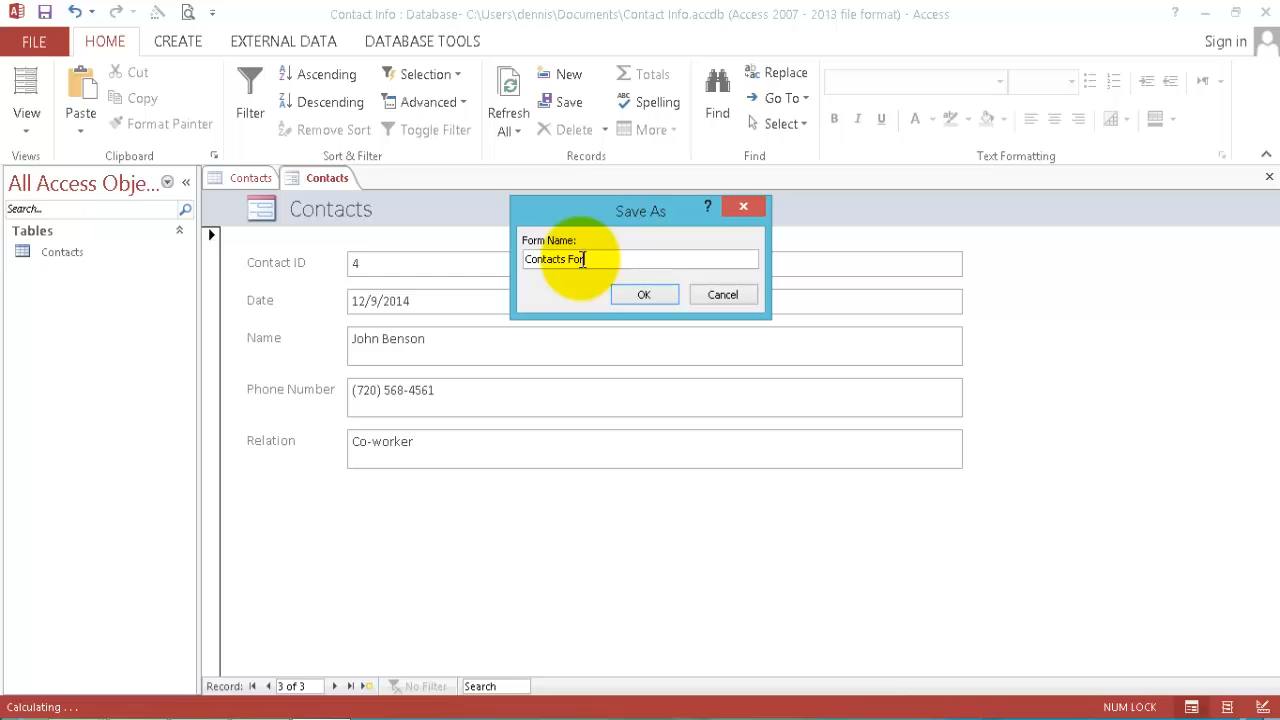 Contact Info : Database- C:\Users\dennis\Documents\Contact Info.accdb (Access 2007 - 2013 file format) - Access
FILE HOME CREATE EXTERNAL DATA DATABASE TOOLS Sign in
View
Views
Paste
Cut
Copy
Format Painter
Clipboard
Filter
Ascending
Descending
Remove Sort
Selection
Advanced
Toggle Filter
Sort & Filter
Refresh
All
New
Save
Delete
Totals
Spelling
More
Records
Find
Replace
Go To
Select
Find
B I U A
Text Formatting
All Access Obje...
Search...
Tables
Contacts
Contacts Contacts
Contacts
Save As
Form Name:
Contacts For
OK Cancel
Contact ID 4
Date 12/9/2014
Name John Benson
Phone Number (720) 568-4561
Relation Co-worker
Record: 3 of 3 No Filter Search
Calculating . . . NUM LOCK